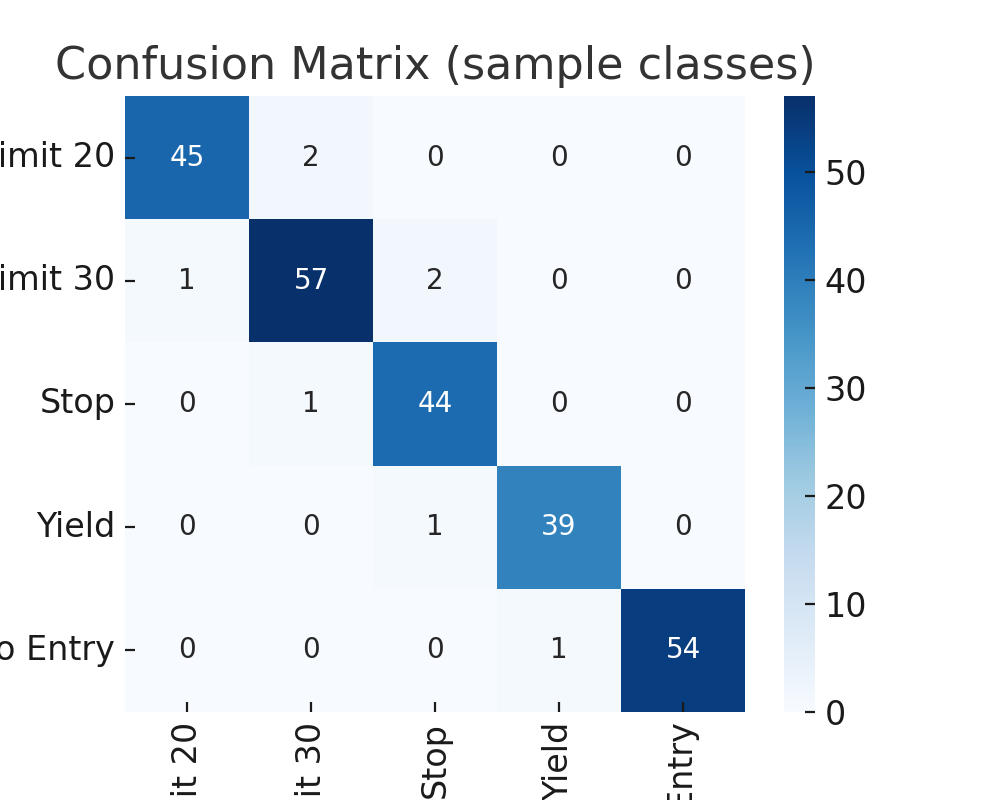 Confusion Matrix (sample classes)
imit 20 45 2 0 0 0
imit 30 1 57 2 0 0
Stop 0 1 44 0 0
Yield 0 0 1 39 0
o Entry 0 0 0 1 54
50
40
30
20
10
0
it 20
it 30
Stop
Yield
Entry